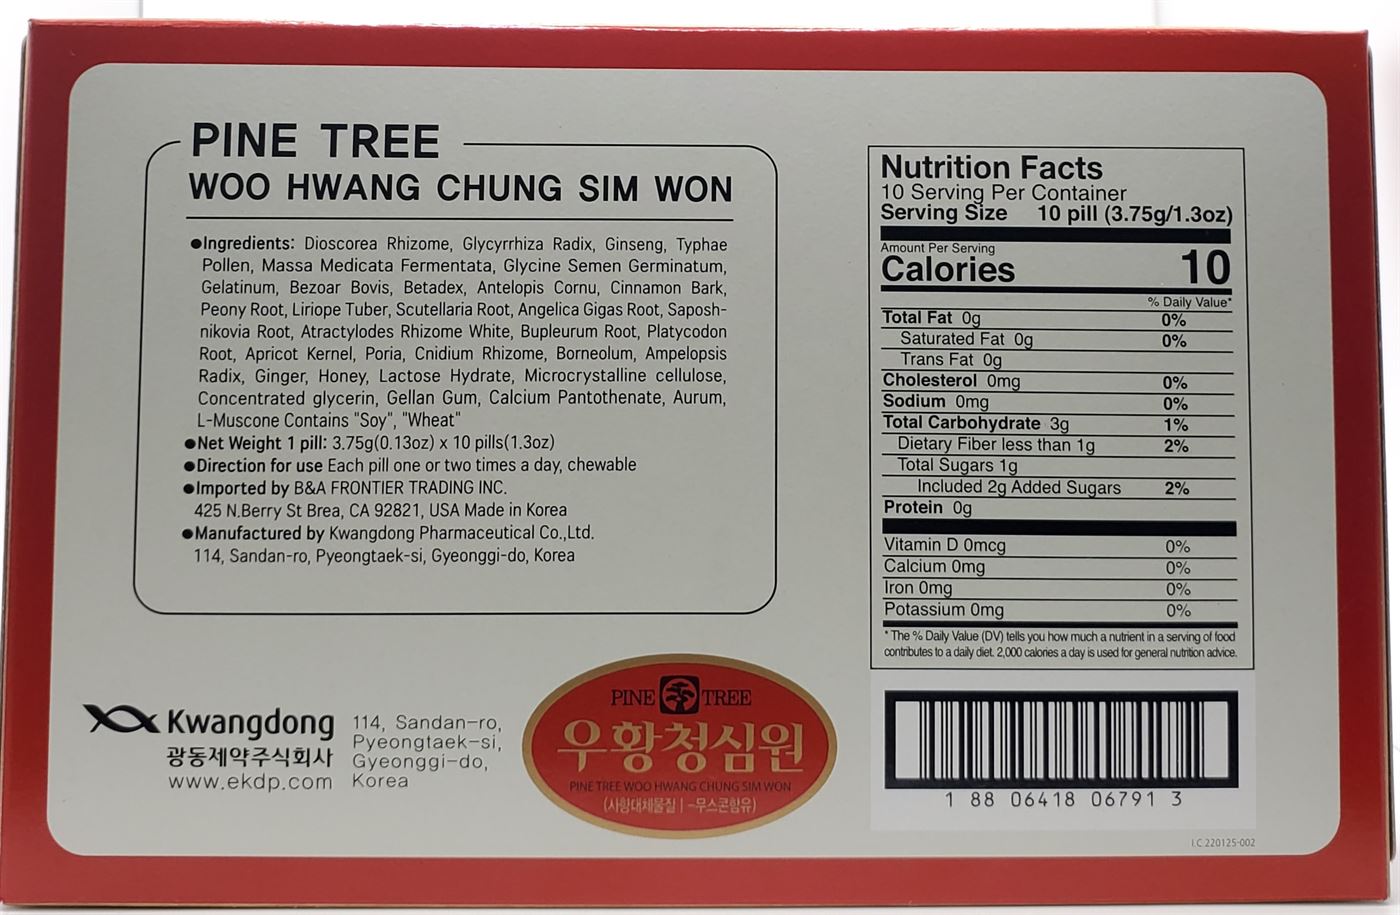 PINE TREE
WOO HWANG CHUNG SIM WON
●Ingredients: Dioscorea Rhizome, Glycyrrhiza Radix, Ginseng, Typhae
Pollen, Massa Medicata Fermentata, Glycine Semen Germinatum,
Gelatinum, Bezoar Bovis, Betadex, Antelopis Cornu, Cinnamon Bark,
Peony Root, Liriope Tuber, Scutellaria Root, Angelica Gigas Root, Saposh-
nikovia Root, Atractylodes Rhizome White, Bupleurum Root, Platycodon
Root, Apricot Kernel, Poria, Cnidium Rhizome, Borneolum, Ampelopsis
Radix, Ginger, Honey, Lactose Hydrate, Microcrystalline cellulose,
Concentrated glycerin, Gellan Gum, Calcium Pantothenate, Aurum,
L-Muscone Contains "Soy", "Wheat"
●Net Weight 1 pill: 3.75g(0.13oz) x 10 pills(1.3oz)
●Direction for use Each pill one or two times a day, chewable
●Imported by B&A FRONTIER TRADING INC.
425 N.Berry St Brea, CA 92821, USA Made in Korea
●Manufactured by Kwangdong Pharmaceutical Co.,Ltd.
114, Sandan-ro, Pyeongtaek-si, Gyeonggi-do, Korea
Kwangdong
광동제약주식회사
www.ekdp.com
114, Sandan-ro,
Pyeongtaek-si,
Gyeonggi-do,
Korea
PINE TREE
우황청심원
PINE TREE WOO HWANG CHUNG SIM WON
(사향대체물질 l-무스콘함유)
Nutrition Facts
10 Serving Per Container
Serving Size 10 pill (3.75g/1.3oz)
Amount Per Serving
Calories 10
% Daily Value*
Total Fat 0g 0%
Saturated Fat 0g 0%
Trans Fat 0g
Cholesterol 0mg 0%
Sodium 0mg 0%
Total Carbohydrate 3g 1%
Dietary Fiber less than 1g 2%
Total Sugars 1g
Included 2g Added Sugars 2%
Protein 0g
Vitamin D 0mcg 0%
Calcium 0mg 0%
Iron 0mg 0%
Potassium 0mg 0%
* The % Daily Value (DV) tells you how much a nutrient in a serving of food
contributes to a daily diet. 2,000 calories a day is used for general nutrition advice.
1 88 06418 06791 3
I.C 220125-002